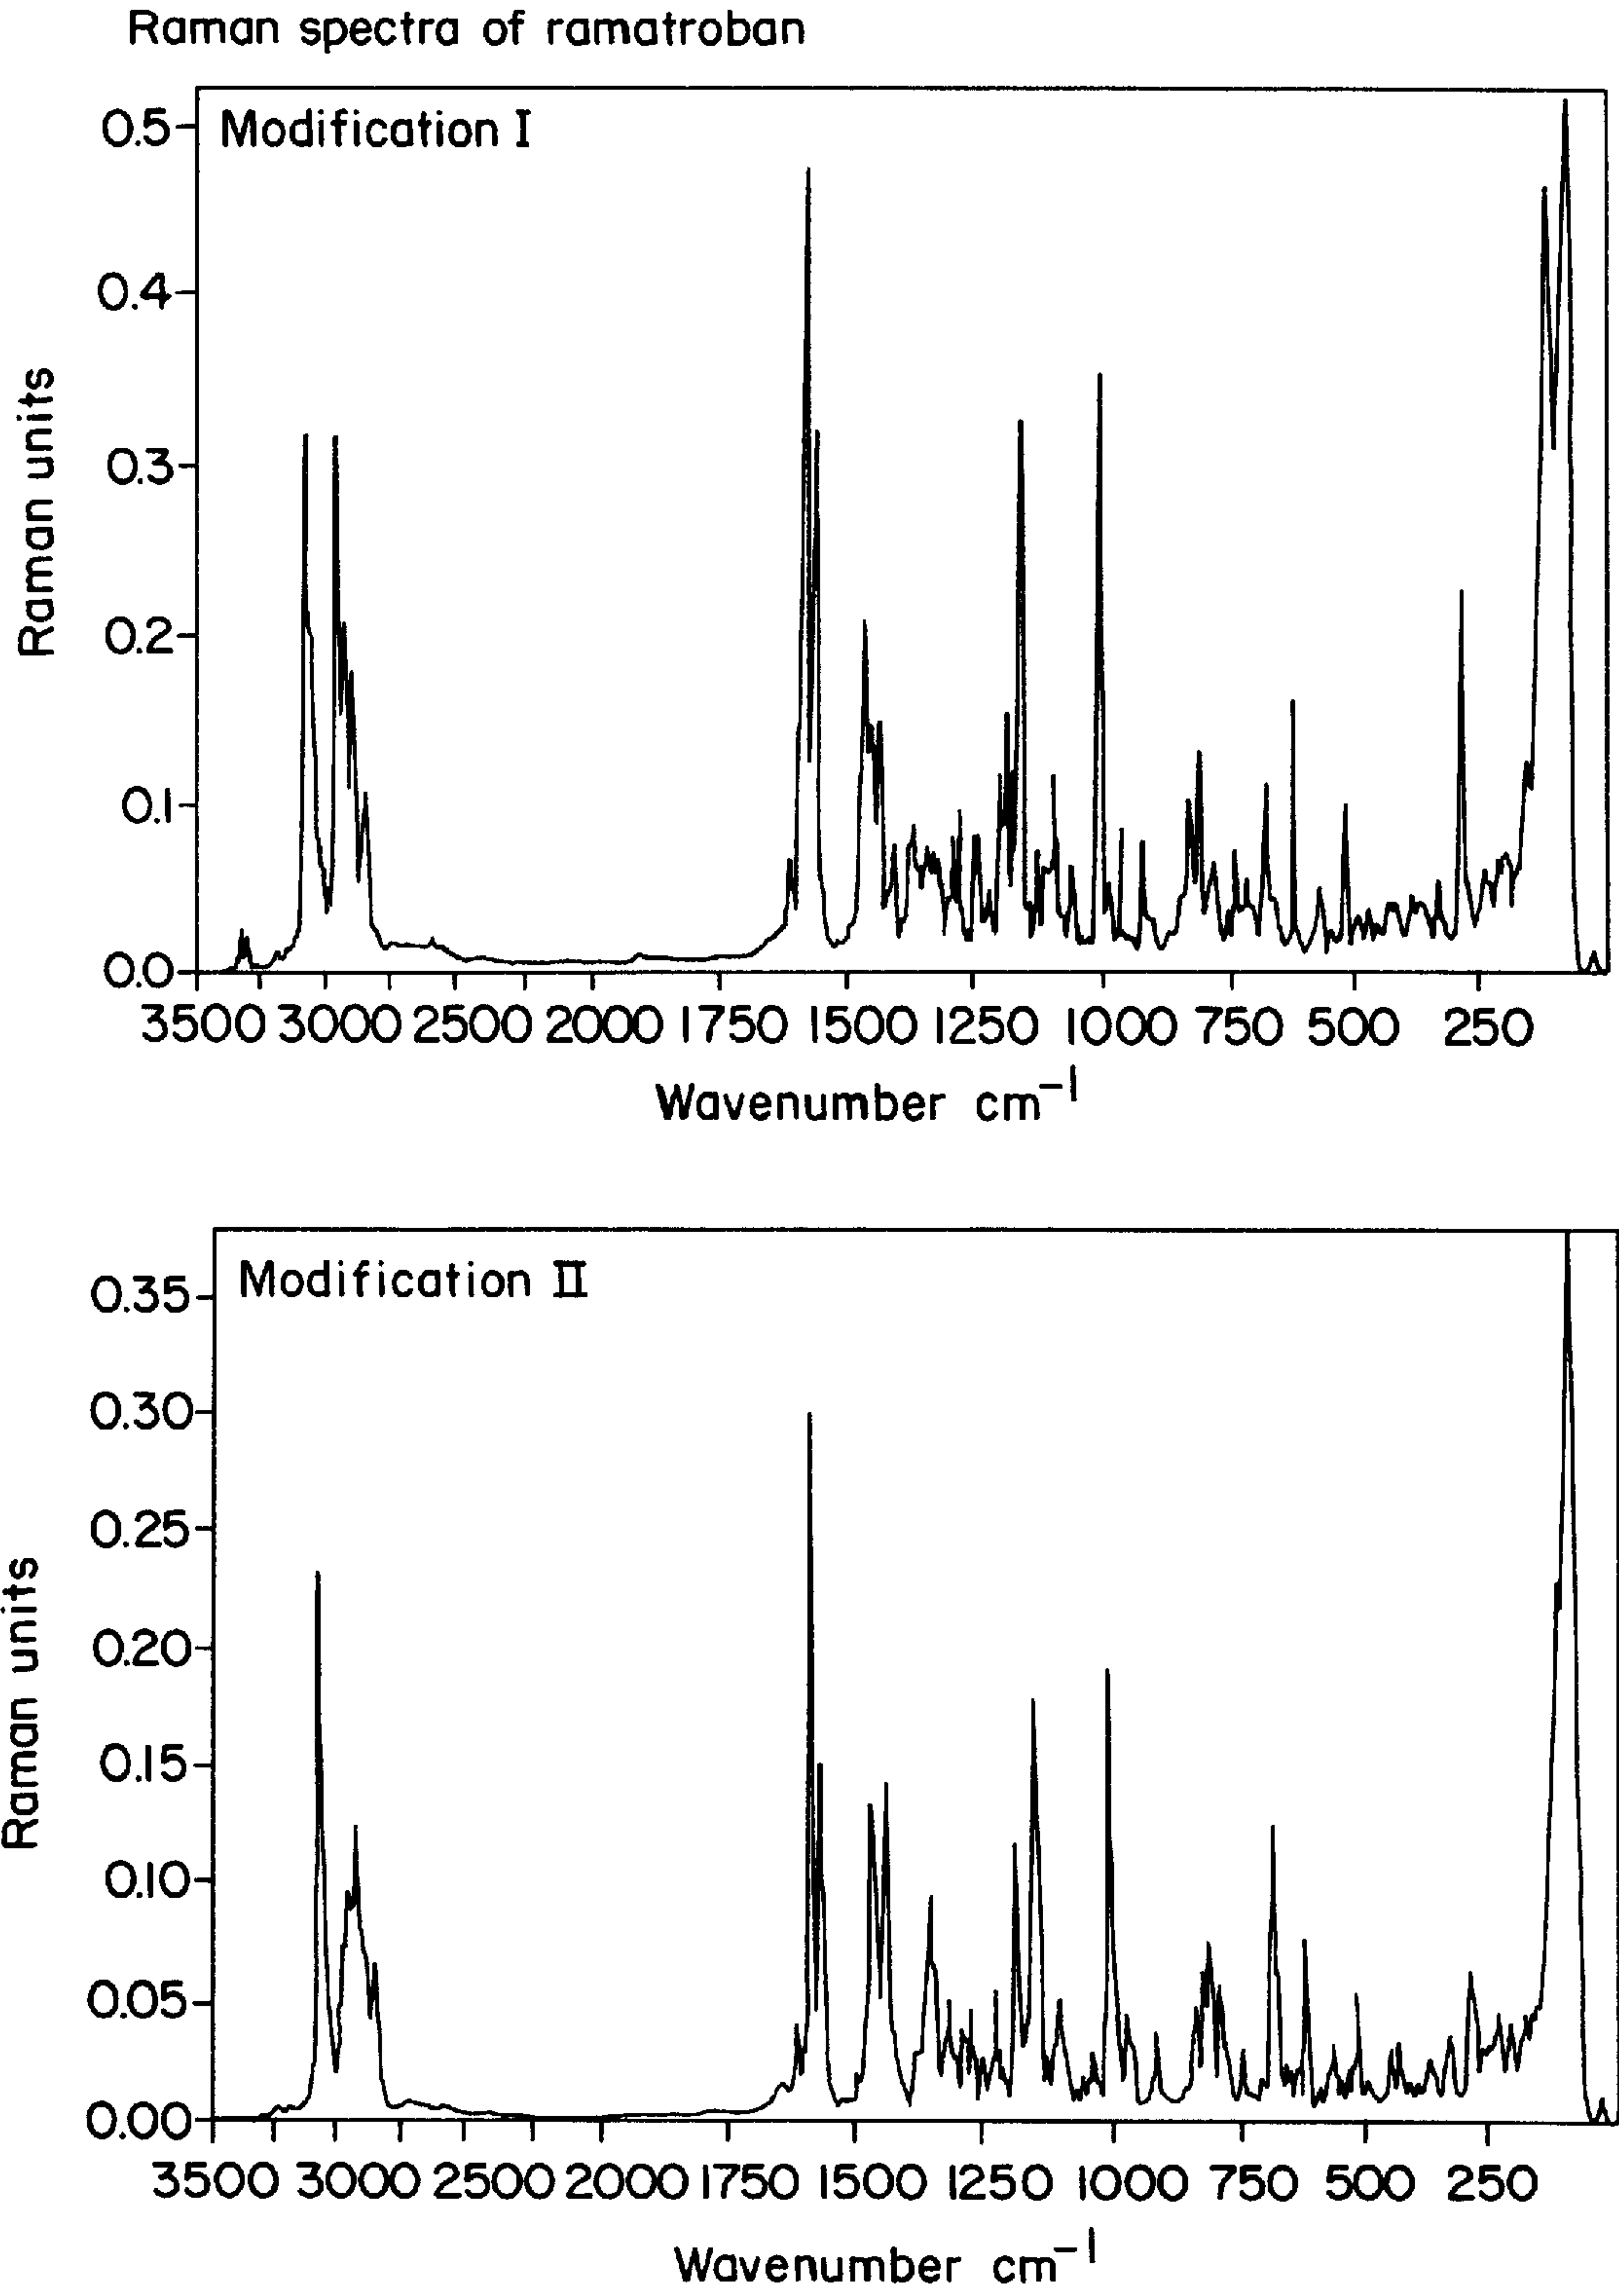 Raman spectra of ramatroban
Modification I
Raman units
0.5
0.4
0.3
0.2
0.1
0.0
3500 3000 2500 2000 1750 1500 1250 1000 750 500 250
Wavenumber cm⁻¹
Modification II
Raman units
0.35
0.30
0.25
0.20
0.15
0.10
0.05
0.00
3500 3000 2500 2000 1750 1500 1250 1000 750 500 250
Wavenumber cm⁻¹